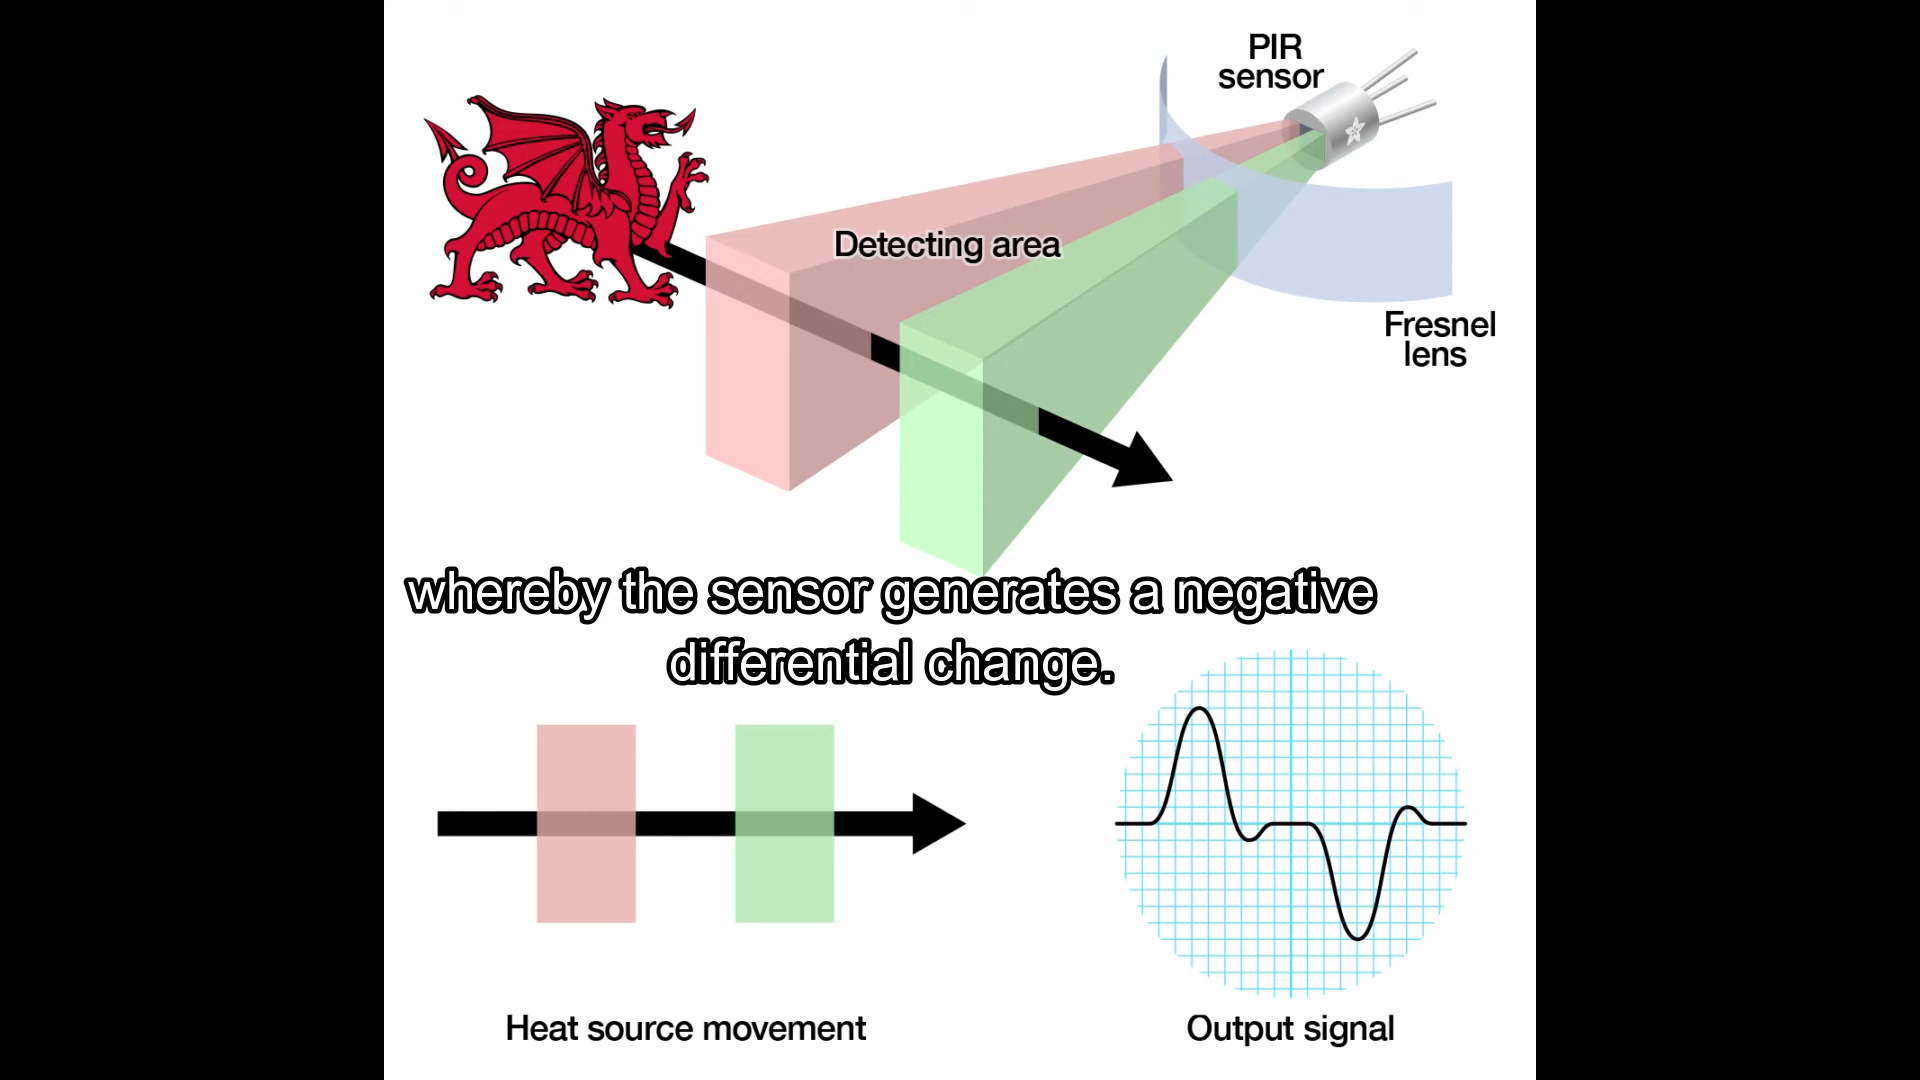 PIR
sensor
Detecting area
Fresnel
lens
whereby the sensor generates a negative
differential change.
Heat source movement
Output signal